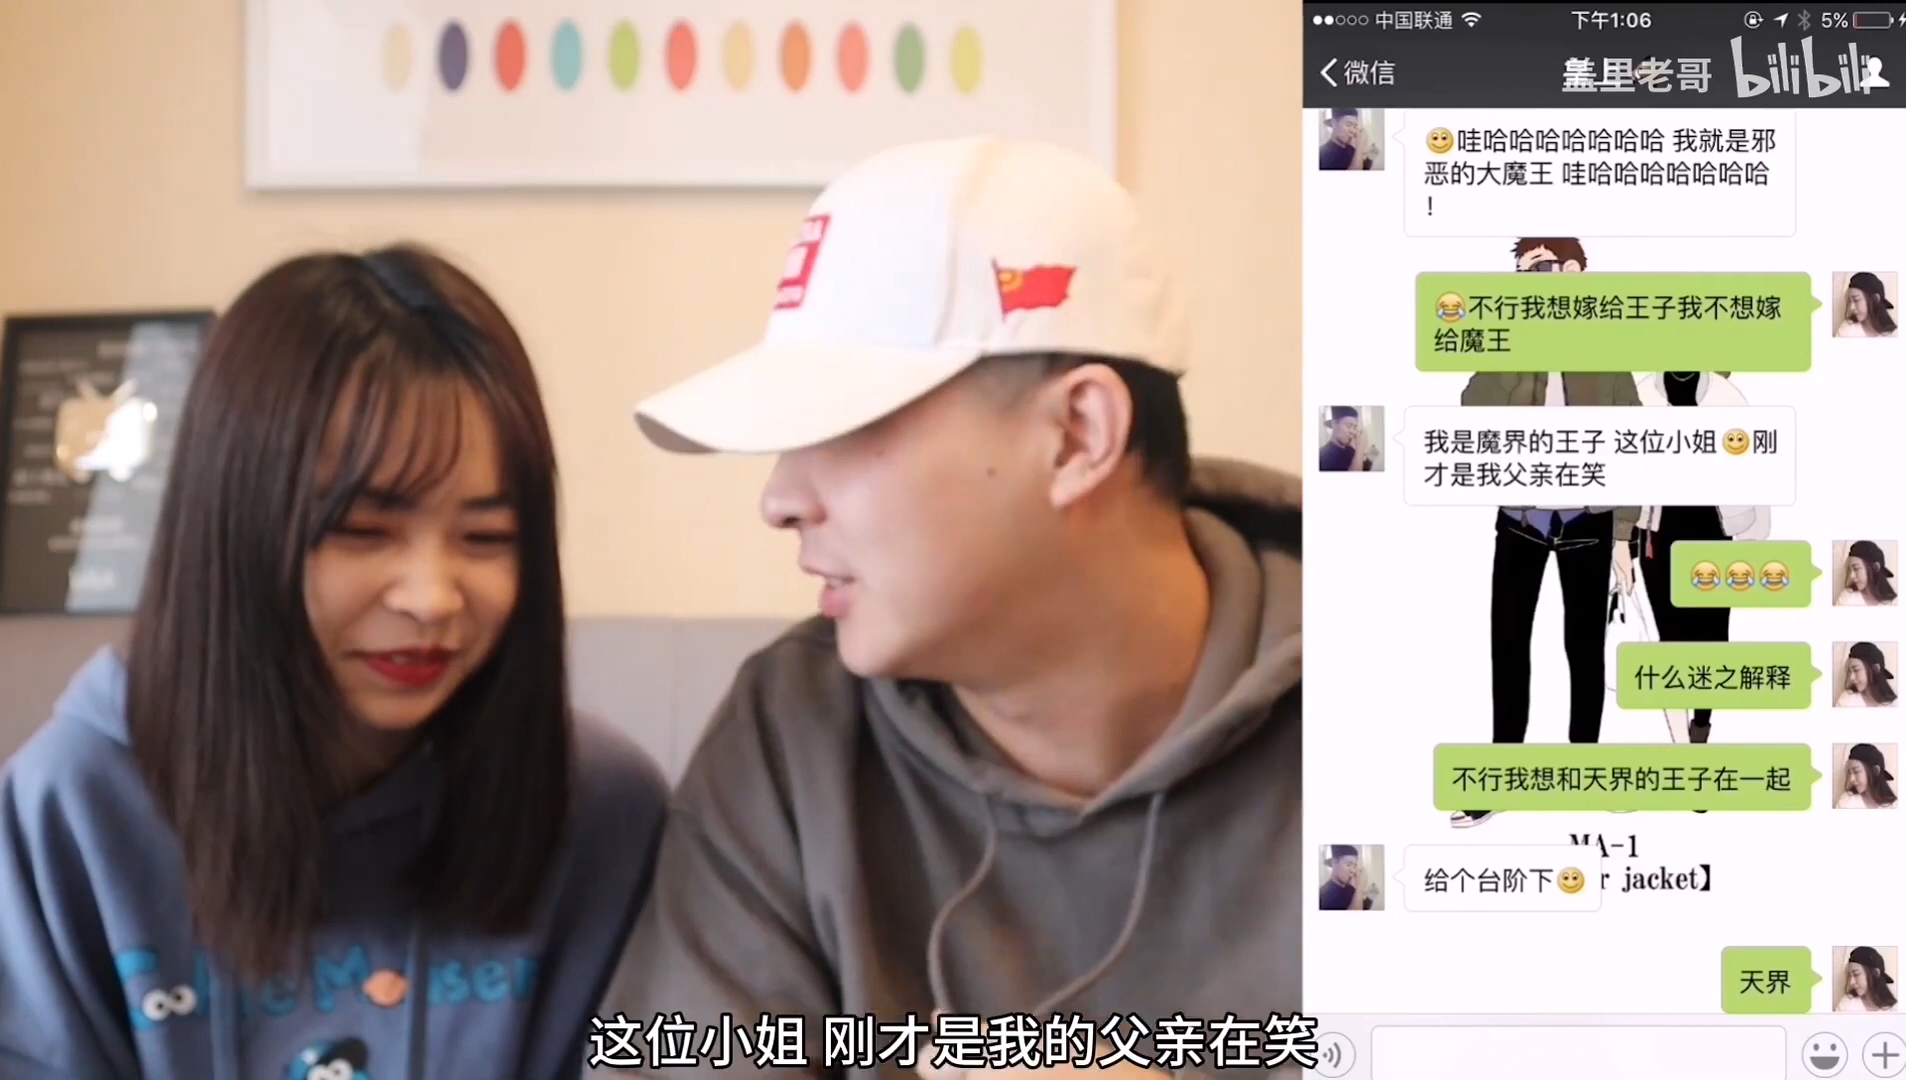 中国联通
下午1:06
5%
微信
盖里老哥
bilibili
哇哈哈哈哈哈哈哈 我就是邪
恶的大魔王 哇哈哈哈哈哈哈哈
！
不行我想嫁给王子我不想嫁
给魔王
我是魔界的王子 这位小姐刚
才是我父亲在笑
什么迷之解释
不行我想和天界的王子在一起
MA-1
给个台阶下
r jacket】
天界
这位小姐 刚才是我的父亲在笑